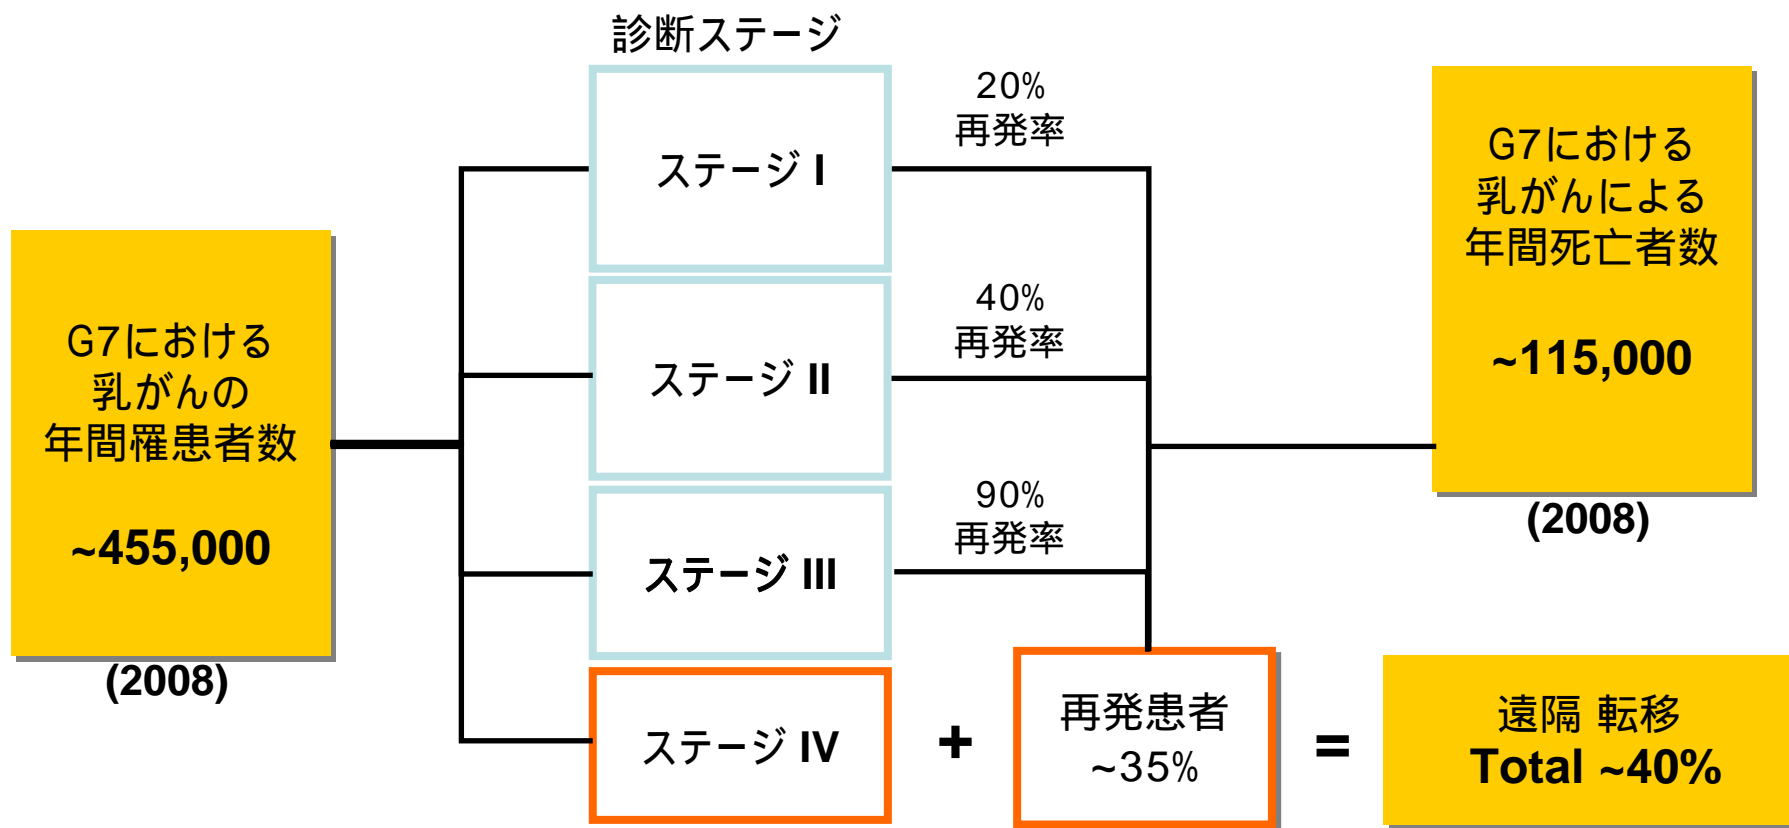 診断ステージ
G7における
乳がんの
年間罹患者数
~455,000
(2008)
ステージ I
ステージ II
ステージ III
ステージ IV
20%
再発率
40%
再発率
90%
再発率
+
再発患者
~35%
=
G7における
乳がんによる
年間死亡者数
~115,000
(2008)
遠隔 転移
Total ~40%